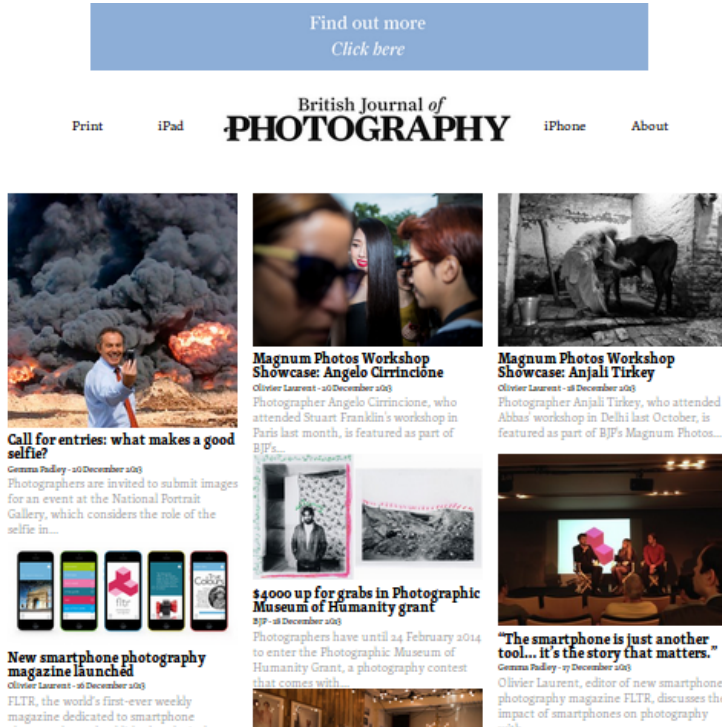 Find out more
Click here
Print
iPad
British Journal of
PHOTOGRAPHY
iPhone
About
Call for entries: what makes a good
selfie?
Gemma Padley - 20 December 2013
Photographers are invited to submit images
for an event at the National Portrait
Gallery, which considers the role of the
selfie in...
fltr
New smartphone photography
magazine launched
Olivier Laurent - 16 December 2013
FLTR, the world's first-ever weekly
magazine dedicated to smartphone
Magnum Photos Workshop
Showcase: Angelo Cirrincione
Olivier Laurent - 20 December 2013
Photographer Angelo Cirrincione, who
attended Stuart Franklin's workshop in
Paris last month, is featured as part of
BJP's...
$4000 up for grabs in Photographic
Museum of Humanity grant
BJP - 18 December 2013
Photographers have until 24 February 2014
to enter the Photographic Museum of
Humanity Grant, a photography contest
that comes with...
Magnum Photos Workshop
Showcase: Anjali Tirkey
Olivier Laurent - 18 December 2013
Photographer Anjali Tirkey, who attended
Abbas' workshop in Delhi last October, is
featured as part of BJP's Magnum Photos...
“The smartphone is just another
tool... it’s the story that matters.”
Gemma Padley - 17 December 2013
Olivier Laurent, editor of new smartphone
photography magazine FLTR, discusses the
impact of smartphones on photography